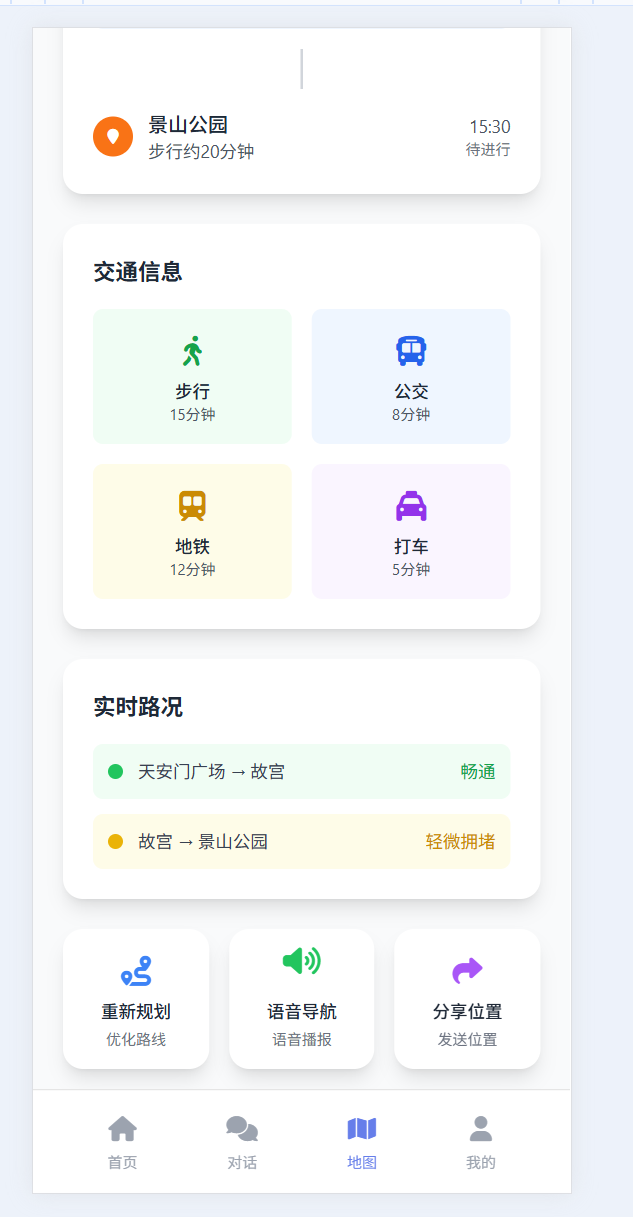 景山公园
15:30
步行约20分钟
待进行
交通信息
步行
15分钟
公交
8分钟
地铁
12分钟
打车
5分钟
实时路况
天安门广场 → 故宫
畅通
故宫 → 景山公园
轻微拥堵
重新规划
优化路线
语音导航
语音播报
分享位置
发送位置
首页
对话
地图
我的